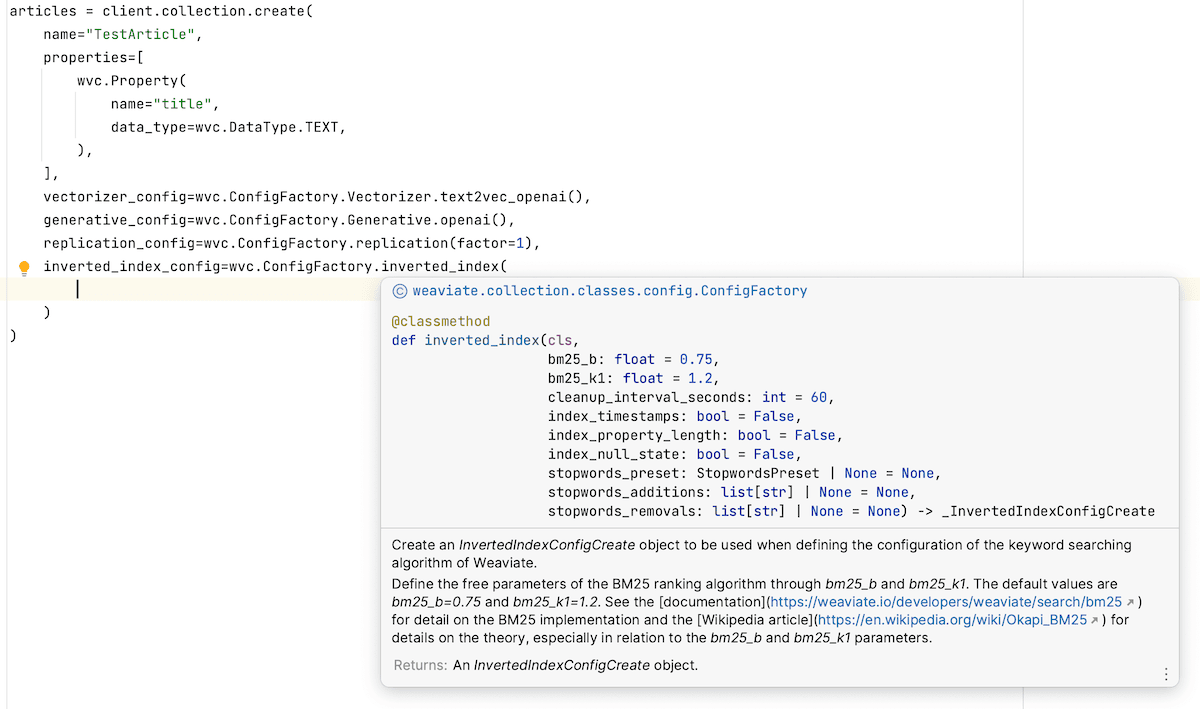 articles = client.collection.create(
    name="TestArticle",
    properties=[
        wvc.Property(
            name="title",
            data_type=wvc.DataType.TEXT,
        ),
    ],
    vectorizer_config=wvc.ConfigFactory.Vectorizer.text2vec_openai(),
    generative_config=wvc.ConfigFactory.Generative.openai(),
    replication_config=wvc.ConfigFactory.replication(factor=1),
    inverted_index_config=wvc.ConfigFactory.inverted_index(
    )
)
© weaviate.collection.classes.config.ConfigFactory
@classmethod
def inverted_index(cls,
                   bm25_b: float = 0.75,
                   bm25_k1: float = 1.2,
                   cleanup_interval_seconds: int = 60,
                   index_timestamps: bool = False,
                   index_property_length: bool = False,
                   index_null_state: bool = False,
                   stopwords_preset: StopwordsPreset | None = None,
                   stopwords_additions: list[str] | None = None,
                   stopwords_removals: list[str] | None = None) -> _InvertedIndexConfigCreate
Create an InvertedIndexConfigCreate object to be used when defining the configuration of the keyword searching
algorithm of Weaviate.
Define the free parameters of the BM25 ranking algorithm through bm25_b and bm25_k1. The default values are
bm25_b=0.75 and bm25_k1=1.2. See the [documentation](https://weaviate.io/developers/weaviate/search/bm25↗)
for detail on the BM25 implementation and the [Wikipedia article](https://en.wikipedia.org/wiki/Okapi_BM25↗) for
details on the theory, especially in relation to the bm25_b and bm25_k1 parameters.
Returns: An InvertedIndexConfigCreate object.